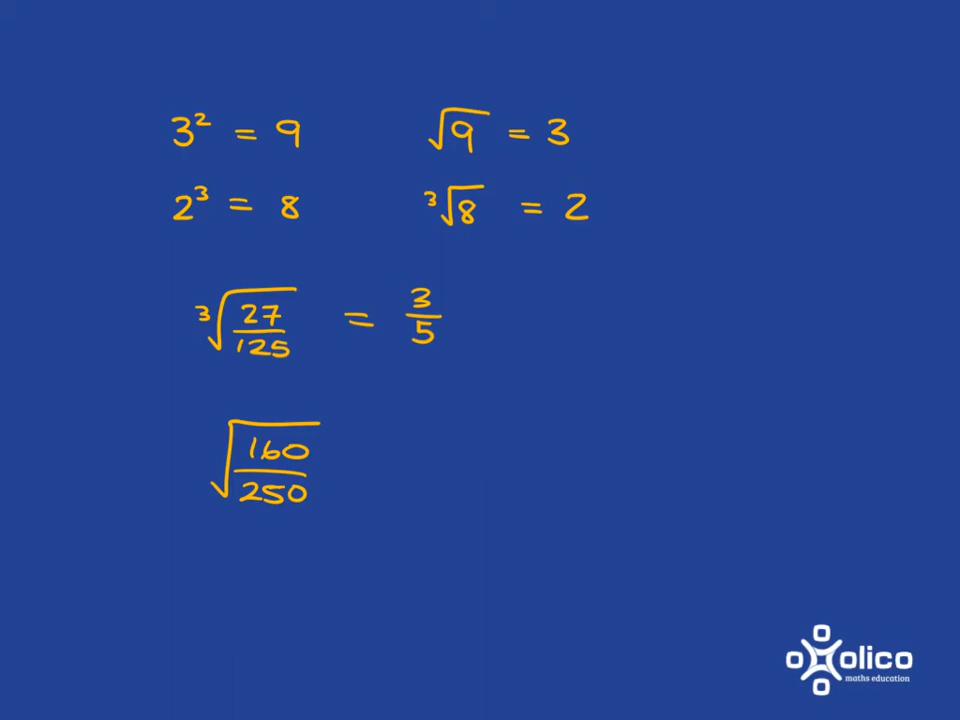 3² = 9 √9 = 3
2³ = 8 ³√8 = 2
³√(27/125) = 3/5
√(160/250)
olico
maths education